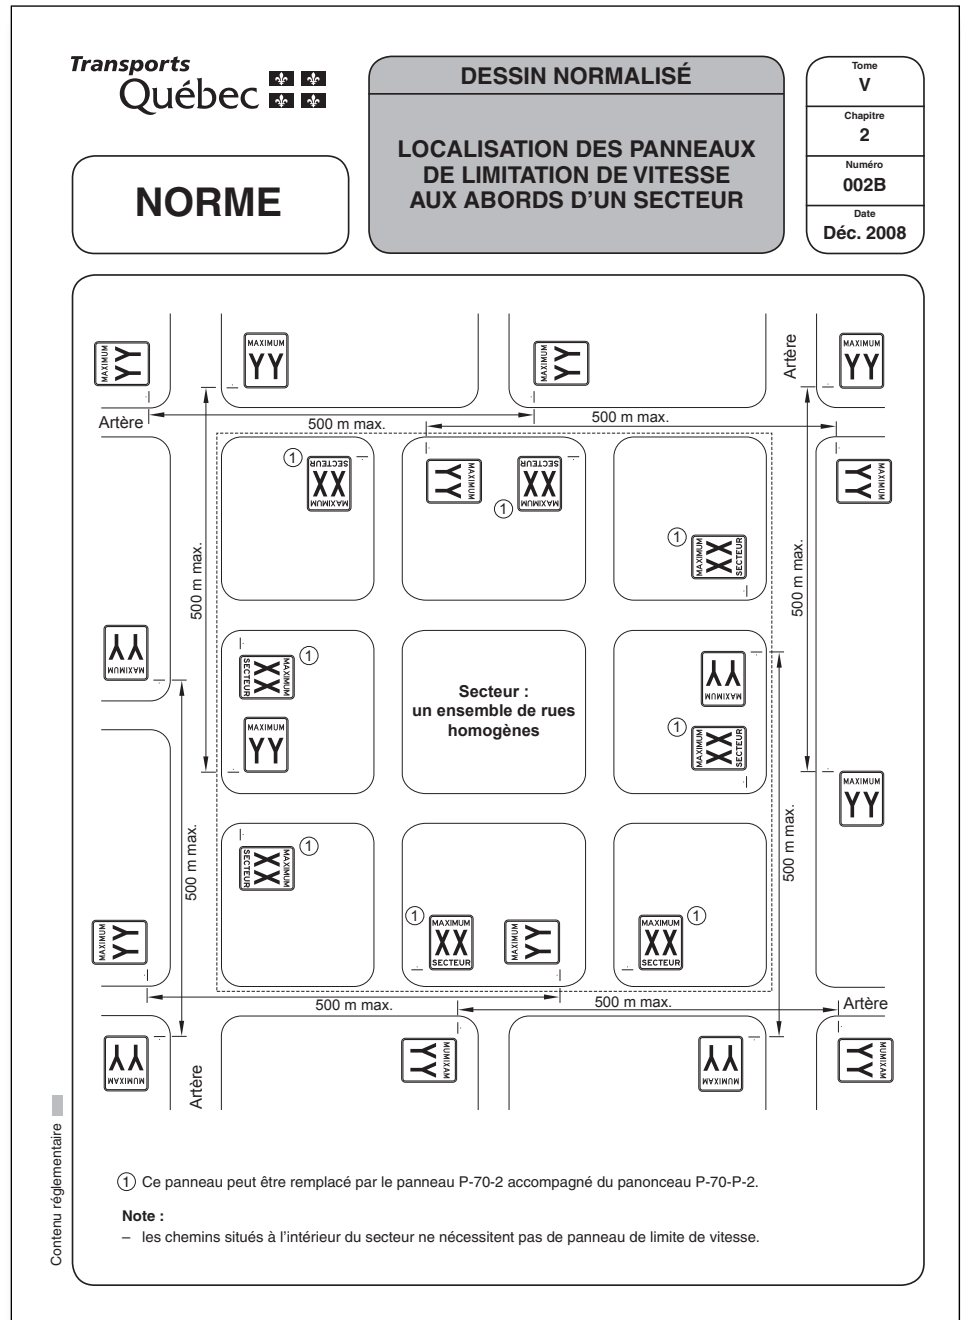 Transports
Québec
NORME
DESSIN NORMALISÉ
LOCALISATION DES PANNEAUX
DE LIMITATION DE VITESSE
AUX ABORDS D'UN SECTEUR
Tome
V
Chapitre
2
Numéro
002B
Date
Déc. 2008
MAXIMUM
YY
MAXIMUM
YY
MAXIMUM
YY
Artère
MAXIMUM
YY
Artère
500 m max.
500 m max.
1
MAXIMUM
XX
SECTEUR
MAXIMUM
YY
MAXIMUM
XX
SECTEUR
1
MAXIMUM
YY
1
MAXIMUM
XX
SECTEUR
500 m max.
500 m max.
MAXIMUM
YY
MAXIMUM
XX
SECTEUR
1
MAXIMUM
YY
Secteur :
un ensemble de rues
homogènes
MAXIMUM
YY
1
MAXIMUM
XX
SECTEUR
MAXIMUM
YY
500 m max.
500 m max.
MAXIMUM
XX
SECTEUR
1
MAXIMUM
YY
1
MAXIMUM
XX
SECTEUR
MAXIMUM
YY
MAXIMUM
XX
SECTEUR
1
500 m max.
500 m max.
Artère
MAXIMUM
YY
Artère
MAXIMUM
YY
MAXIMUM
YY
MAXIMUM
YY
Contenu réglementaire
1 Ce panneau peut être remplacé par le panneau P-70-2 accompagné du panonceau P-70-P-2.
Note :
– les chemins situés à l'intérieur du secteur ne nécessitent pas de panneau de limite de vitesse.